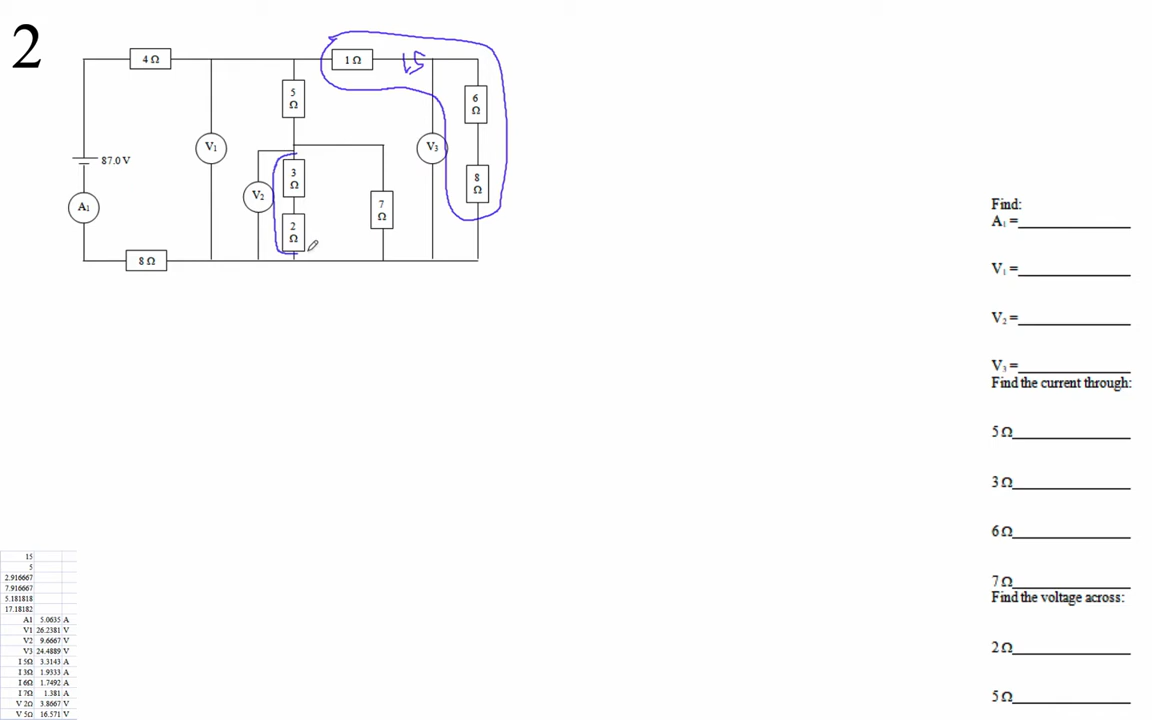 2
4 Ω
1 Ω
15
5
Ω
6
Ω
V1
V3
87.0 V
3
Ω
8
Ω
V2
7
Ω
A1
2
Ω
8 Ω
Find:
A1 =
V1 =
V2 =
V3 =
Find the current through:
5 Ω
3 Ω
6 Ω
7 Ω
Find the voltage across:
2 Ω
5 Ω
15
5
2.916667
7.916667
5.181818
17.18182
A1 5.0635 A
V1 26.2381 V
V2 9.6667 V
V3 24.4889 V
I 5Ω 3.3143 A
I 3Ω 1.9333 A
I 6Ω 1.7492 A
I 7Ω 1.381 A
V 2Ω 3.8667 V
V 5Ω 16.571 V